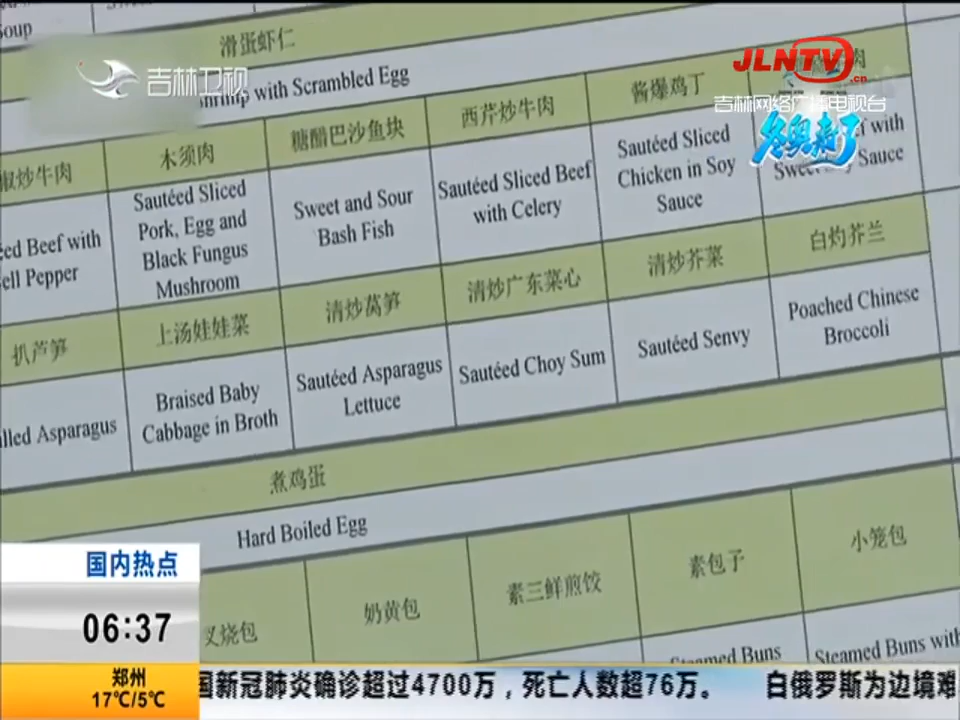 Soup
滑蛋虾仁
Shrimp with Scrambled Egg
吉林卫视
JLNTV.cn
吉林网络广播电视台
冬奥来了
椒炒牛肉
木须肉
糖醋巴沙鱼块
西芹炒牛肉
酱爆鸡丁
肉
ed Beef with
ell Pepper
Sautéed Sliced
Pork, Egg and
Black Fungus
Mushroom
Sweet and Sour
Bash Fish
Sautéed Sliced Beef
with Celery
Sautéed Sliced
Chicken in Soy
Sauce
with
Sauce
扒芦笋
上汤娃娃菜
清炒莴笋
清炒广东菜心
清炒芥菜
白灼芥兰
lled Asparagus
Braised Baby
Cabbage in Broth
Sautéed Asparagus
Lettuce
Sautéed Choy Sum
Sautéed Senvy
Poached Chinese
Broccoli
煮鸡蛋
Hard Boiled Egg
叉烧包
奶黄包
素三鲜煎饺
素包子
小笼包
Steamed Buns
Steamed Buns with
国内热点
06:37
郑州
17℃/5℃
国新冠肺炎确诊超过4700万，死亡人数超76万。 白俄罗斯为边境难